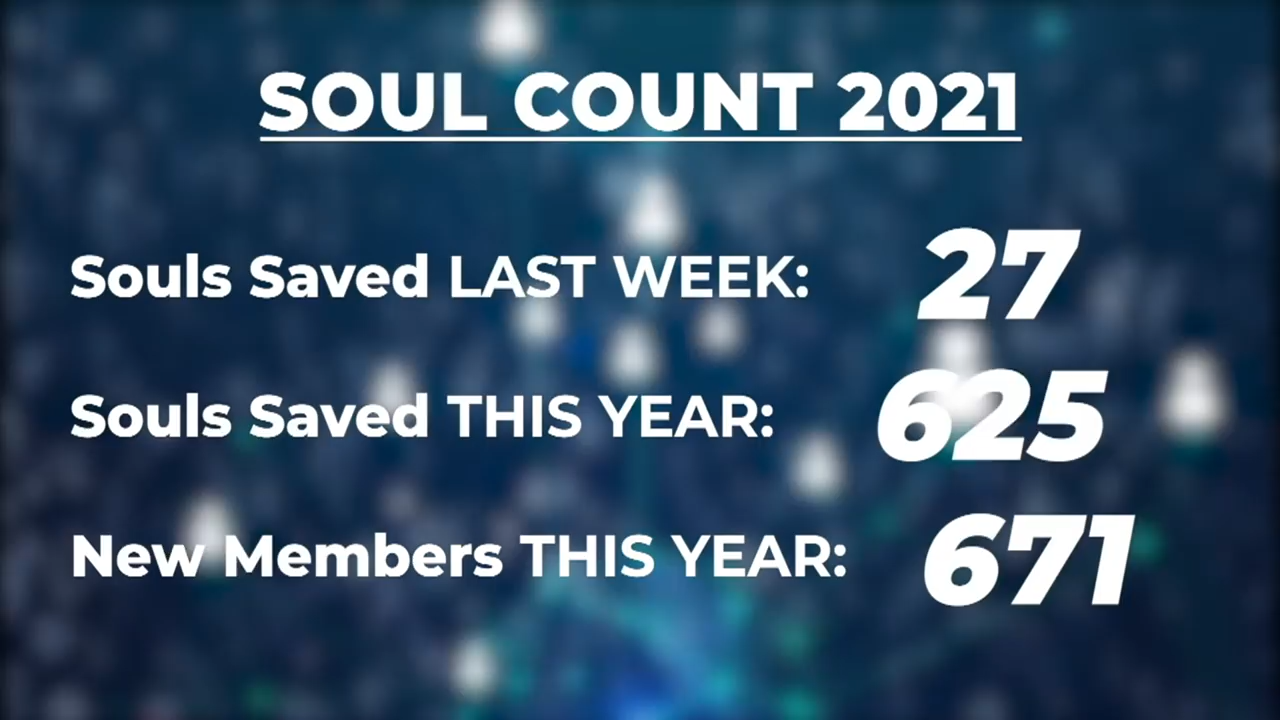 SOUL COUNT 2021
Souls Saved LAST WEEK: 27
Souls Saved THIS YEAR: 625
New Members THIS YEAR: 671